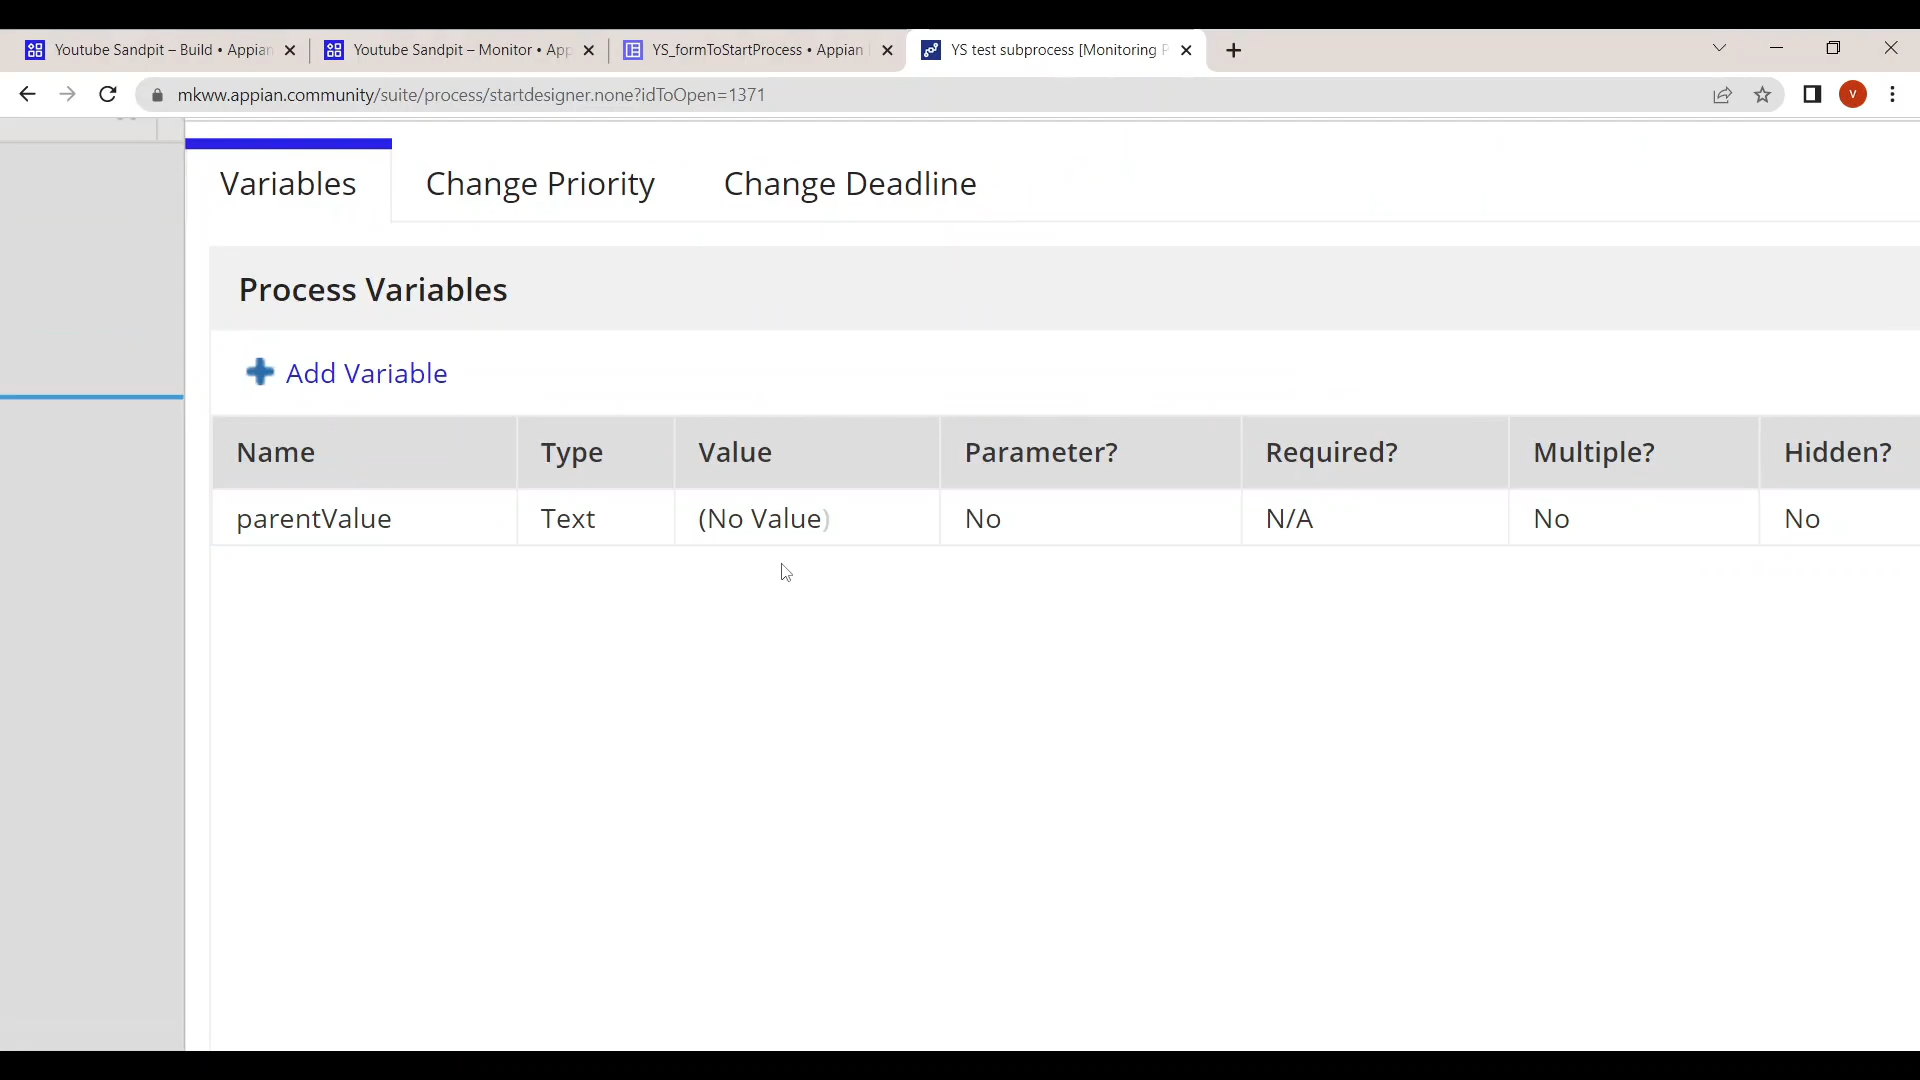 Youtube Sandpit – Build • Appian
Youtube Sandpit – Monitor • App
YS_formToStartProcess • Appian
YS test subprocess [Monitoring P
mkww.appian.community/suite/process/startdesigner.none?idToOpen=1371
V
Variables
Change Priority
Change Deadline
Process Variables
Add Variable
Name Type Value Parameter? Required? Multiple? Hidden?
parentValue Text (No Value) No N/A No No